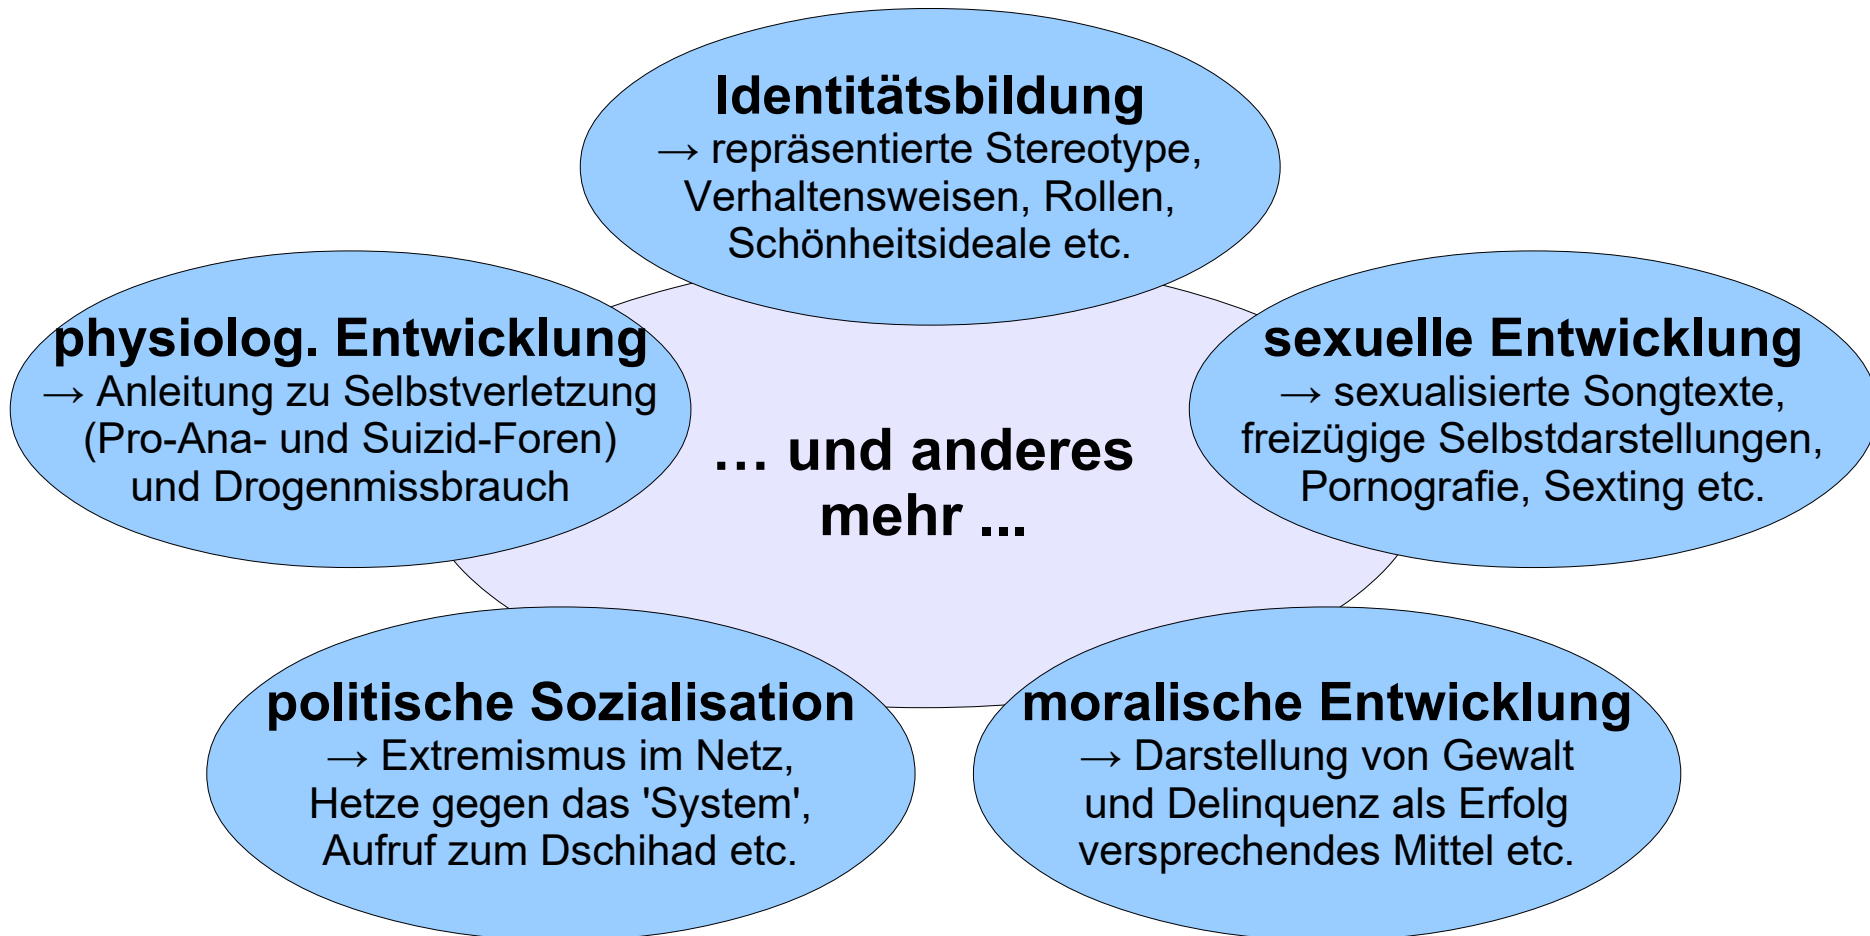 Identitätsbildung
→ repräsentierte Stereotype,
Verhaltensweisen, Rollen,
Schönheitsideale etc.
physiolog. Entwicklung
→ Anleitung zu Selbstverletzung
(Pro-Ana- und Suizid-Foren)
und Drogenmissbrauch
sexuelle Entwicklung
→ sexualisierte Songtexte,
freizügige Selbstdarstellungen,
Pornografie, Sexting etc.
… und anderes
mehr ...
politische Sozialisation
→ Extremismus im Netz,
Hetze gegen das 'System',
Aufruf zum Dschihad etc.
moralische Entwicklung
→ Darstellung von Gewalt
und Delinquenz als Erfolg
versprechendes Mittel etc.